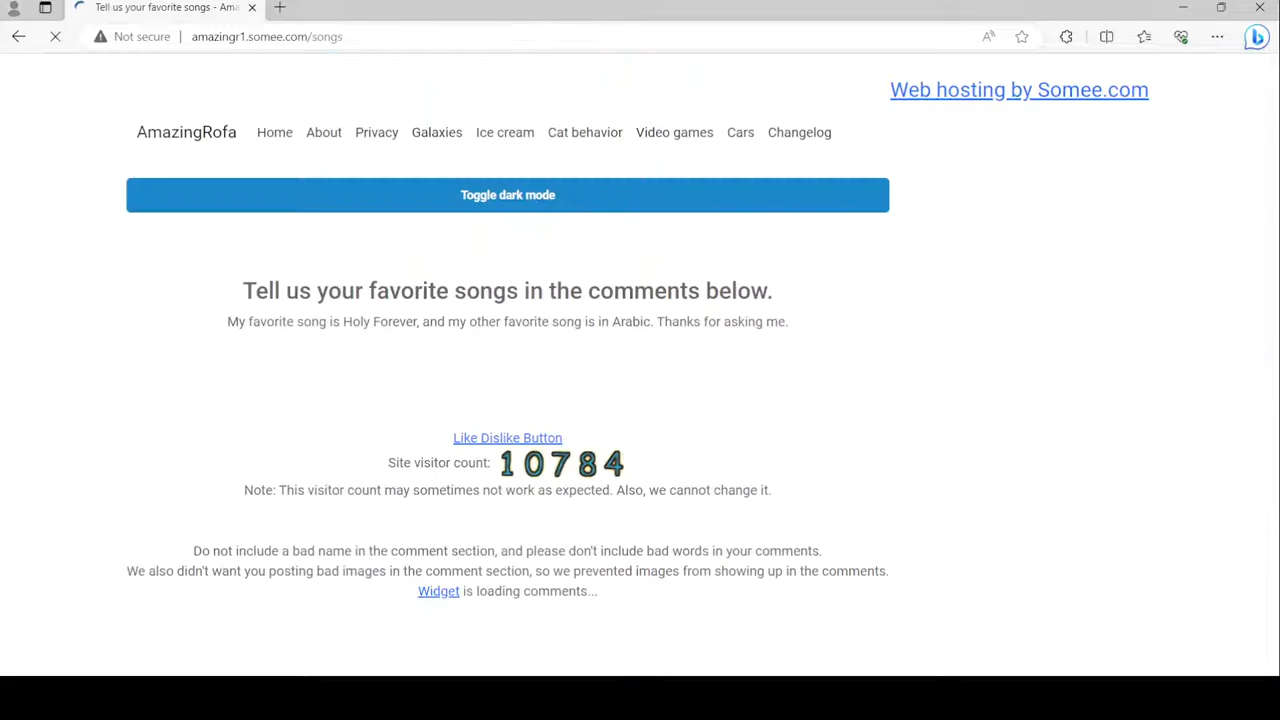 Tell us your favorite songs - Ama
Not secure
amazingr1.somee.com/songs
Web hosting by Somee.com
AmazingRofa Home About Privacy Galaxies Ice cream Cat behavior Video games Cars Changelog
Toggle dark mode
Tell us your favorite songs in the comments below.
My favorite song is Holy Forever, and my other favorite song is in Arabic. Thanks for asking me.
Like Dislike Button
Site visitor count: 10784
Note: This visitor count may sometimes not work as expected. Also, we cannot change it.
Do not include a bad name in the comment section, and please don't include bad words in your comments.
We also didn't want you posting bad images in the comment section, so we prevented images from showing up in the comments.
Widget is loading comments...